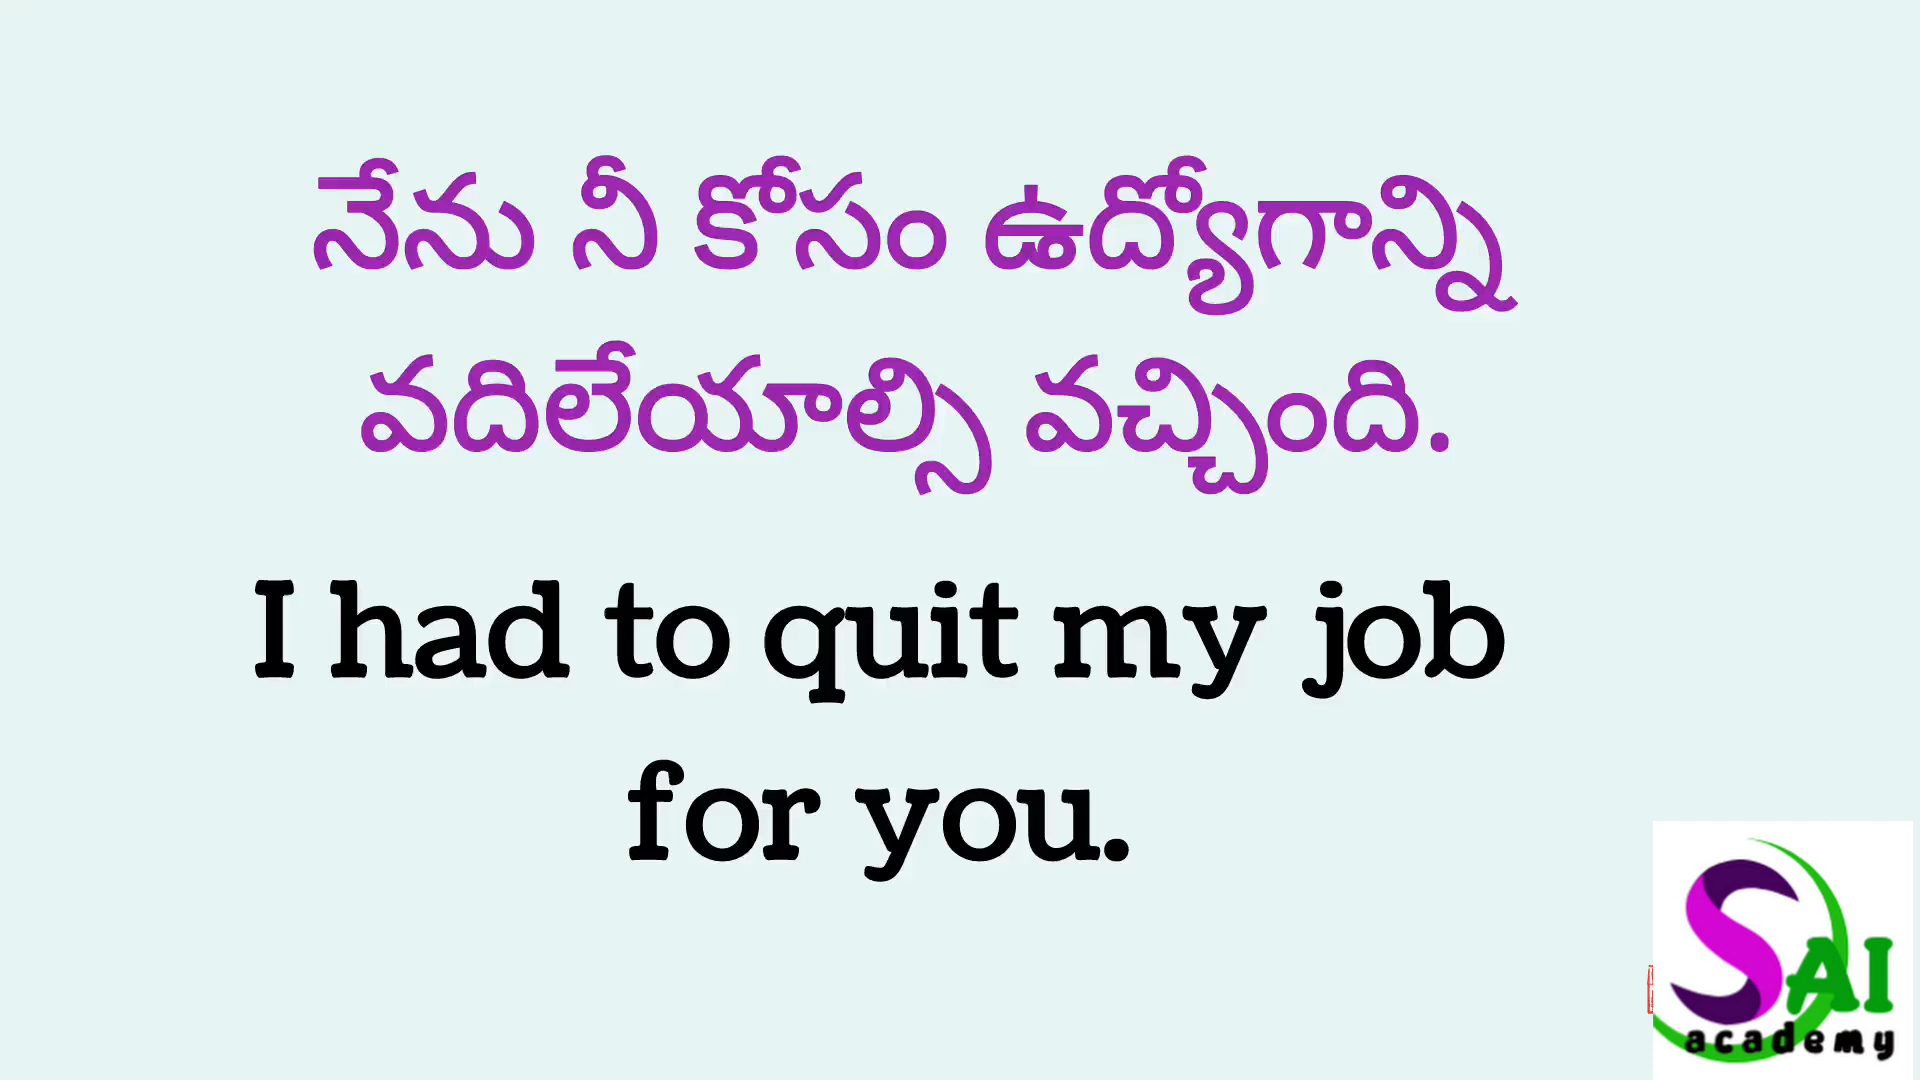 నేను నీ కోసం ఉద్యోగాన్ని
వదిలేయాల్సి వచ్చింది.
I had to quit my job
for you.
SAI
academy